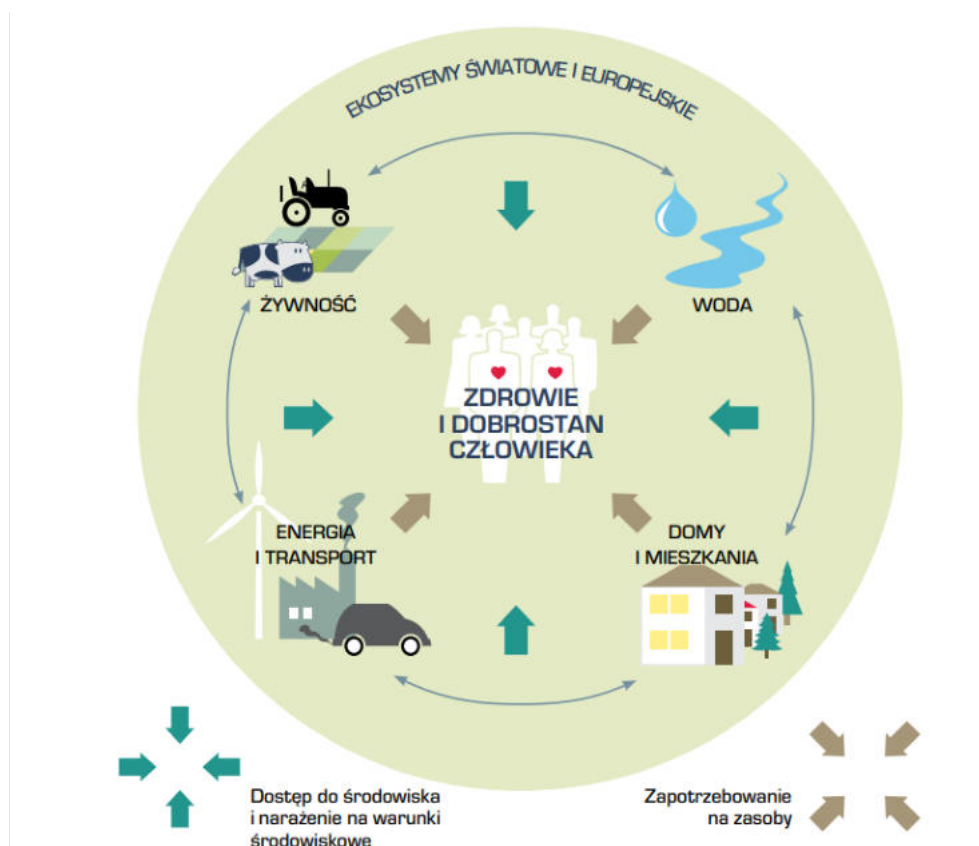 EKOSYSTEMY ŚWIATOWE I EUROPEJSKIE
ŻYWNOŚĆ
WODA
ZDROWIE
I DOBROSTAN
CZŁOWIEKA
ENERGIA
I TRANSPORT
DOMY
I MIESZKANIA
Dostęp do środowiska
i narażenie na warunki
środowiskowe
Zapotrzebowanie
na zasoby